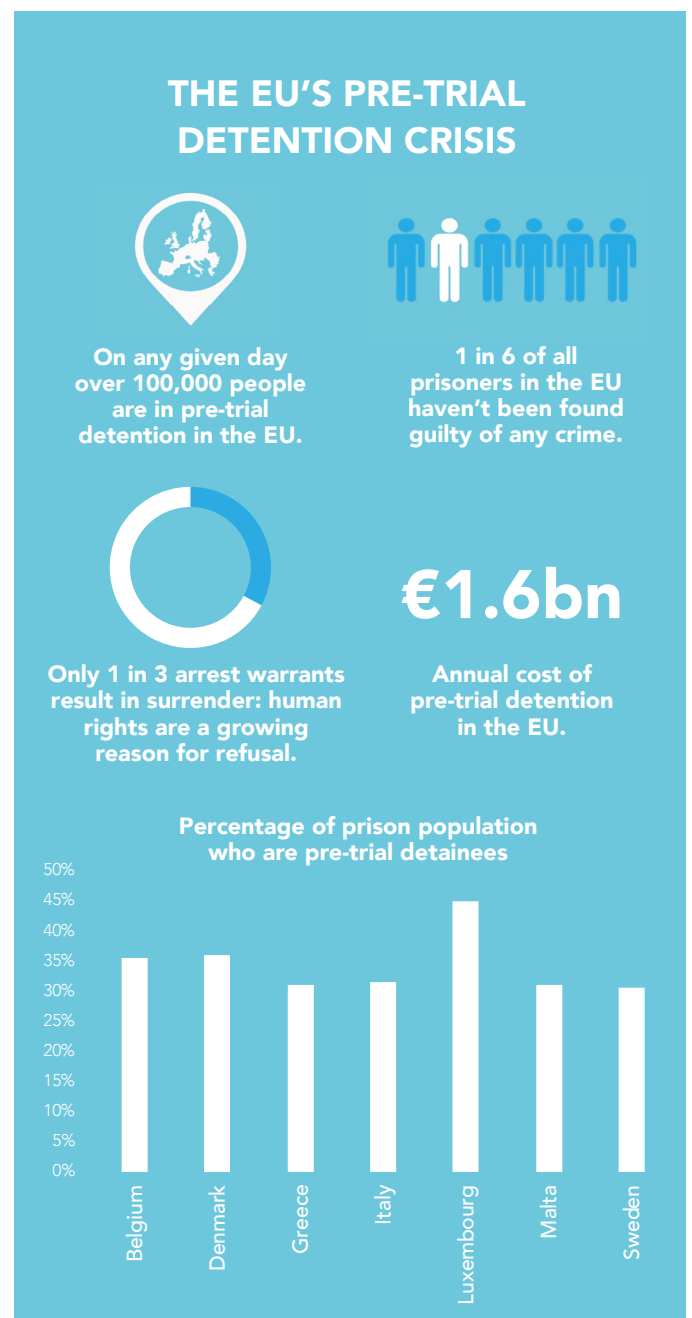 THE EU'S PRE-TRIAL
DETENTION CRISIS
On any given day
over 100,000 people
are in pre-trial
detention in the EU.
1 in 6 of all
prisoners in the EU
haven't been found
guilty of any crime.
Only 1 in 3 arrest warrants
result in surrender: human
rights are a growing
reason for refusal.
€1.6bn
Annual cost of
pre-trial detention
in the EU.
Percentage of prison population
who are pre-trial detainees
50%
45%
40%
35%
30%
25%
20%
15%
10%
5%
0%
Belgium
Denmark
Greece
Italy
Luxembourg
Malta
Sweden